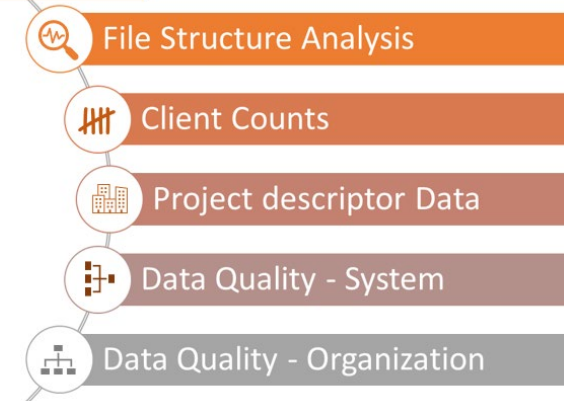 File Structure Analysis
Client Counts
Project descriptor Data
Data Quality - System
Data Quality - Organization